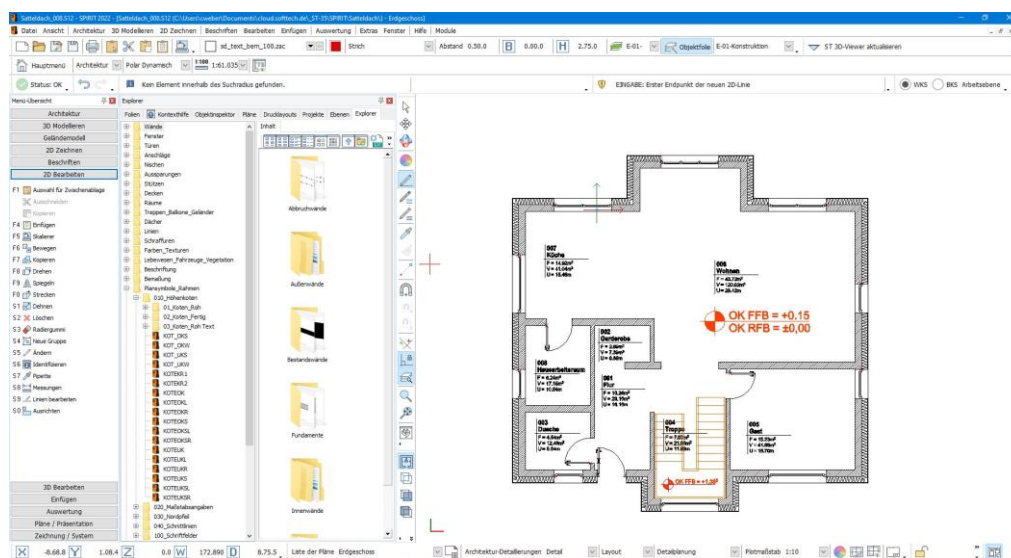 Satteldach_008.S12 - SPIRIT 2022 - [Satteldach_008.S12 (C:\Users\cweber\Documents\cloud.softtech.de\_ST-19\SPIRIT\Satteldach\) - Erdgeschoss]
Datei Ansicht Architektur 3D Modellieren 2D Zeichnen Beschriften Bearbeiten Einfügen Auswertung Extras Fenster Hilfe Module
sd_text_bem_100.zac Strich Abstand 0.50.0 B 0.00.0 H 2.75.0 E-01- Objektfolie E-01-Konstruktion ST 3D-Viewer aktualisieren
Hauptmenü Architektur Polar Dynamisch 1:100 1:61.035
Status: OK Kein Element innerhalb des Suchradius gefunden. EINGABE: Erster Endpunkt der neuen 2D-Linie WKS BKS Arbeitsebene
Menü-Übersicht
Architektur
3D Modellieren
Geländemodell
2D Zeichnen
Beschriften
2D Bearbeiten
F1 Auswahl für Zwischenablage
Ausschneiden
Kopieren
F4 Einfügen
F5 Skalierer
F6 Bewegen
F7 Kopieren
F8 Drehen
F9 Spiegeln
F0 Strecken
S1 Dehnen
S2 Löschen
S3 Radiergummi
S4 Neue Gruppe
S5 Ändern
S6 Identifizieren
S7 Pipette
S8 Messungen
S9 Linien bearbeiten
S0 Ausrichten
3D Bearbeiten
Einfügen
Auswertung
Pläne / Präsentation
Zeichnung / System
Explorer
Folien Kontexthilfe Objektinspektor Pläne Drucklayouts Projekte Ebenen Explorer
Wände
Fenster
Türen
Anschläge
Nischen
Aussparungen
Stützen
Decken
Räume
Treppen_Balkone_Geländer
Dächer
Linien
Schraffuren
Farben_Texturen
Lebewesen_Fahrzeuge_Vegetation
Beschriftung
Bemaßung
Plansymbole_Rahmen
010_Höhenkoten
01_Koten_Roh
02_Koten_Fertig
03_Koten_Roh Text
KOT_OKS
KOT_OKW
KOT_UKS
KOT_UKW
KOTEKR1
KOTEKR2
KOTEOK
KOTEOKL
KOTEOKR
KOTEOKS
KOTEOKSL
KOTEOKSR
KOTEUK
KOTEUKL
KOTEUKR
KOTEUKS
KOTEUKSL
KOTEUKSR
020_Maßstabsangaben
030_Nordpfeil
040_Schnittlinien
100_Schriftfelder
Inhalt
Abbruchwände
Außenwände
Bestandswände
Fundamente
Innenwände
007
Küche
006
Wohnen
OK FFB = +0.15
OK RFB = ±0,00
002
Garderobe
Hauswirtschaftsraum
001
Flur
003
Dusche
004
Treppe
005
Gast
OK FFB =
X -6.68.8 Y 1.08.4 Z 0.0 W 172.890 D 8.75.5 Liste der Pläne Erdgeschoss Architektur-Detaillierungen Detail Layout Detailplanung Plotmaßstab 1:10